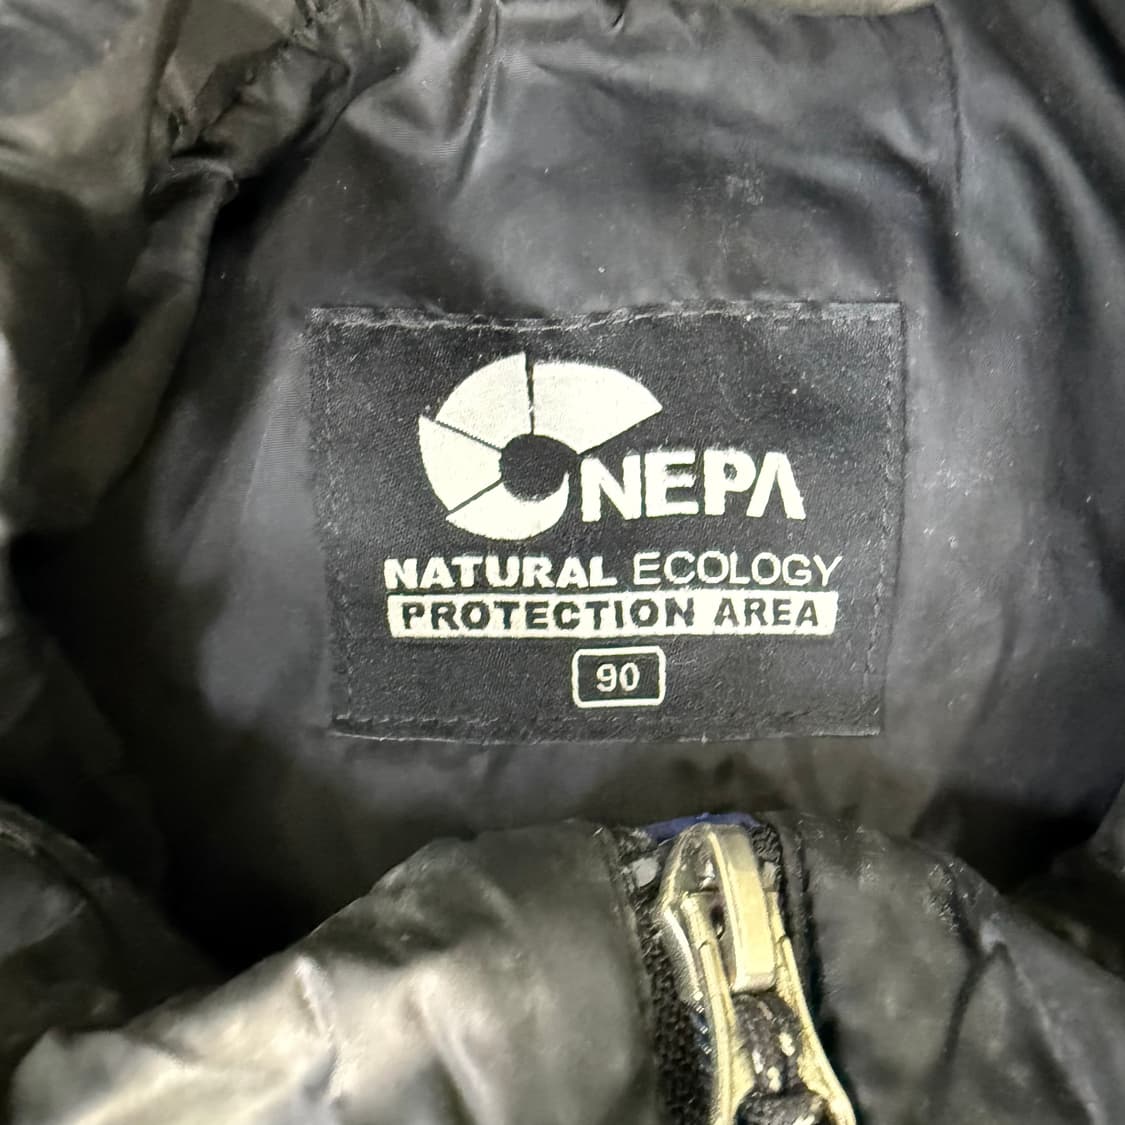 NEPA
NATURAL ECOLOGY
PROTECTION AREA
90